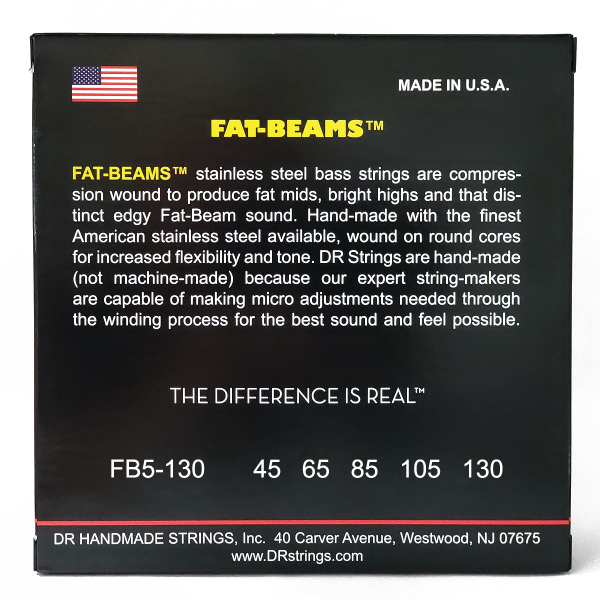 MADE IN U.S.A.
FAT-BEAMS™
FAT-BEAMS™ stainless steel bass strings are compres-
sion wound to produce fat mids, bright highs and that dis-
tinct edgy Fat-Beam sound. Hand-made with the finest
American stainless steel available, wound on round cores
for increased flexibility and tone. DR Strings are hand-made
(not machine-made) because our expert string-makers
are capable of making micro adjustments needed through
the winding process for the best sound and feel possible.
THE DIFFERENCE IS REAL™
FB5-130 45 65 85 105 130
DR HANDMADE STRINGS, Inc. 40 Carver Avenue, Westwood, NJ 07675
www.DRstrings.com